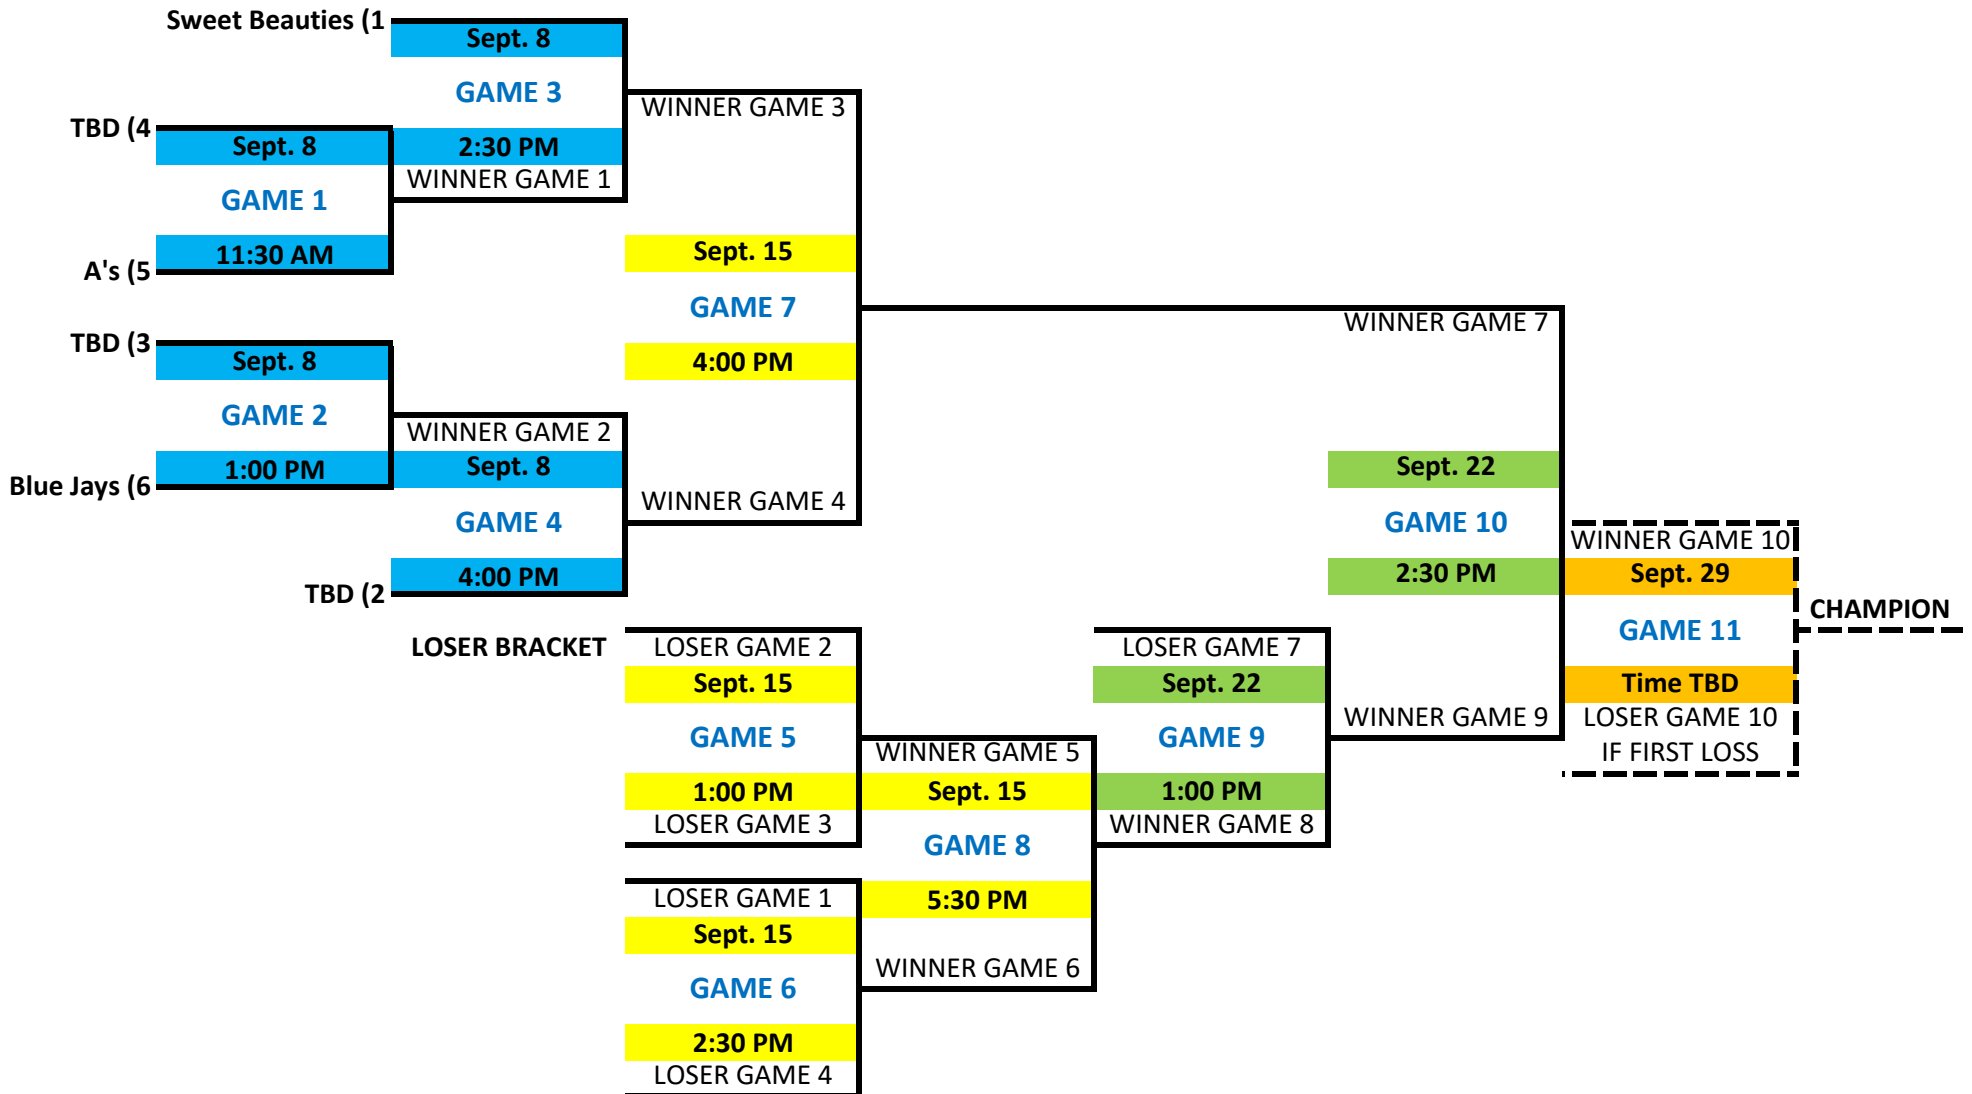 Sweet Beauties (1
Sept. 8
GAME 3
WINNER GAME 3
TBD (4
Sept. 8
2:30 PM
WINNER GAME 1
GAME 1
11:30 AM
A's (5
Sept. 15
GAME 7
WINNER GAME 7
4:00 PM
TBD (3
Sept. 8
GAME 2
WINNER GAME 2
1:00 PM
Blue Jays (6
Sept. 8
GAME 4
WINNER GAME 4
4:00 PM
TBD (2
Sept. 22
GAME 10
2:30 PM
WINNER GAME 10
Sept. 29
GAME 11
CHAMPION
Time TBD
LOSER GAME 10
IF FIRST LOSS
LOSER BRACKET
LOSER GAME 2
Sept. 15
GAME 5
1:00 PM
LOSER GAME 3
WINNER GAME 5
Sept. 15
GAME 8
5:30 PM
WINNER GAME 6
LOSER GAME 7
Sept. 22
GAME 9
1:00 PM
WINNER GAME 8
WINNER GAME 9
LOSER GAME 1
Sept. 15
GAME 6
2:30 PM
LOSER GAME 4